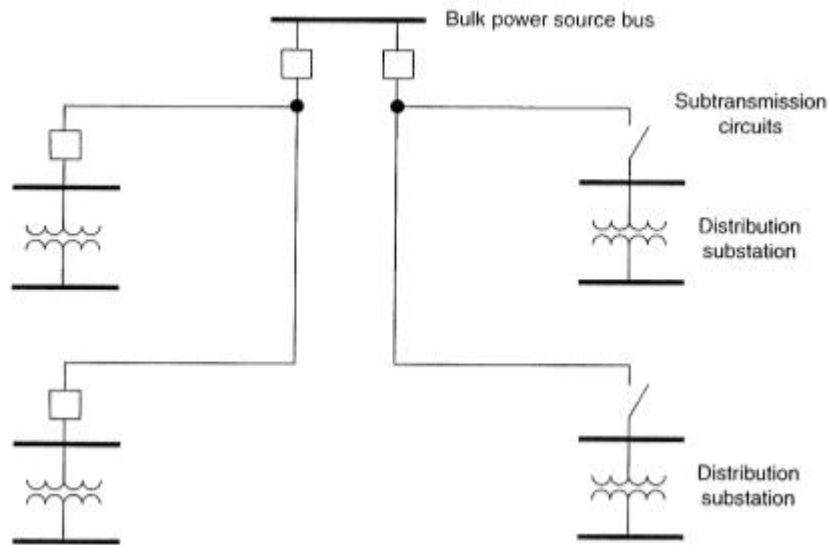 Bulk power source bus
Subtransmission
circuits
Distribution
substation
Distribution
substation